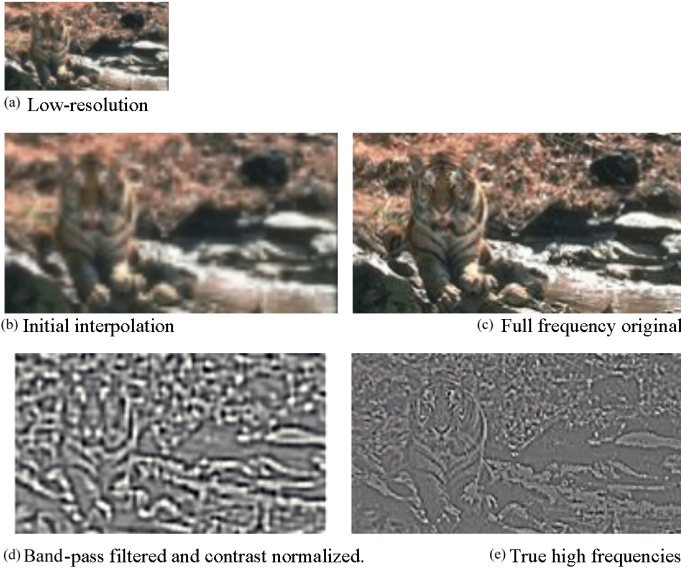 (a) Low-resolution
(b) Initial interpolation
(c) Full frequency original
(d) Band-pass filtered and contrast normalized.
(e) True high frequencies